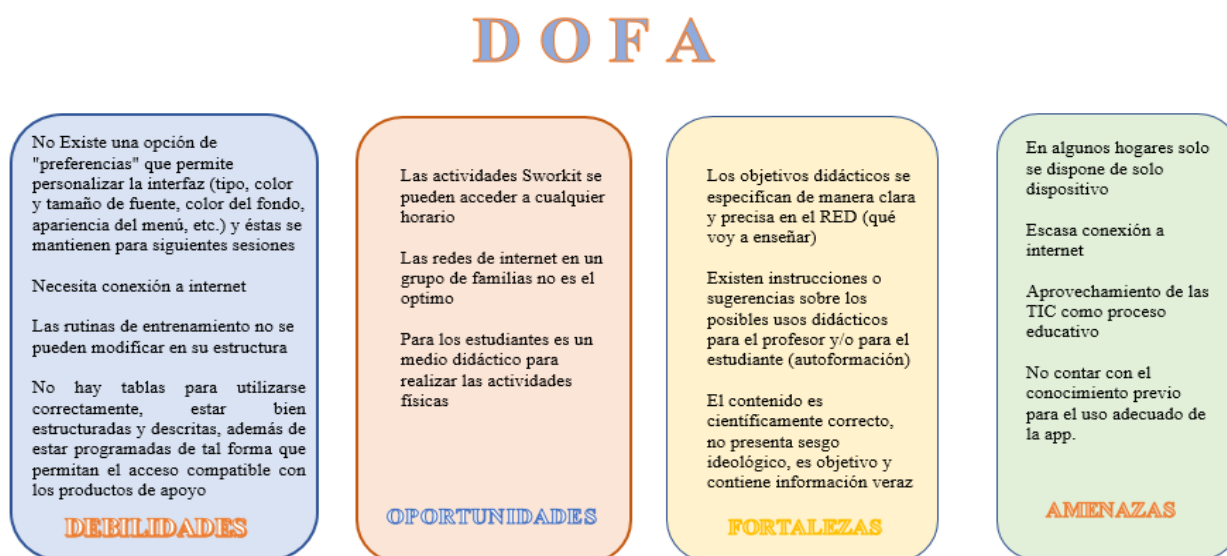 D O F A
No Existe una opción de
"preferencias" que permite
personalizar la interfaz (tipo, color
y tamaño de fuente, color del fondo,
apariencia del menú, etc.) y éstas se
mantienen para siguientes sesiones
Necesita conexión a internet
Las rutinas de entrenamiento no se
pueden modificar en su estructura
No hay tablas para utilizarse
correctamente, estar bien
estructuradas y descritas, además de
estar programadas de tal forma que
permitan el acceso compatible con
los productos de apoyo
DEBILIDADES
Las actividades Sworkit se
pueden acceder a cualquier
horario
Las redes de internet en un
grupo de familias no es el
optimo
Para los estudiantes es un
medio didáctico para
realizar las actividades
físicas
OPORTUNIDADES
Los objetivos didácticos se
especifican de manera clara
y precisa en el RED (qué
voy a enseñar)
Existen instrucciones o
sugerencias sobre los
posibles usos didácticos
para el profesor y/o para el
estudiante (autoformación)
El contenido es
científicamente correcto,
no presenta sesgo
ideológico, es objetivo y
contiene información veraz
FORTALEZAS
En algunos hogares solo
se dispone de solo
dispositivo
Escasa conexión a
internet
Aprovechamiento de las
TIC como proceso
educativo
No contar con el
conocimiento previo
para el uso adecuado de
la app.
AMENAZAS